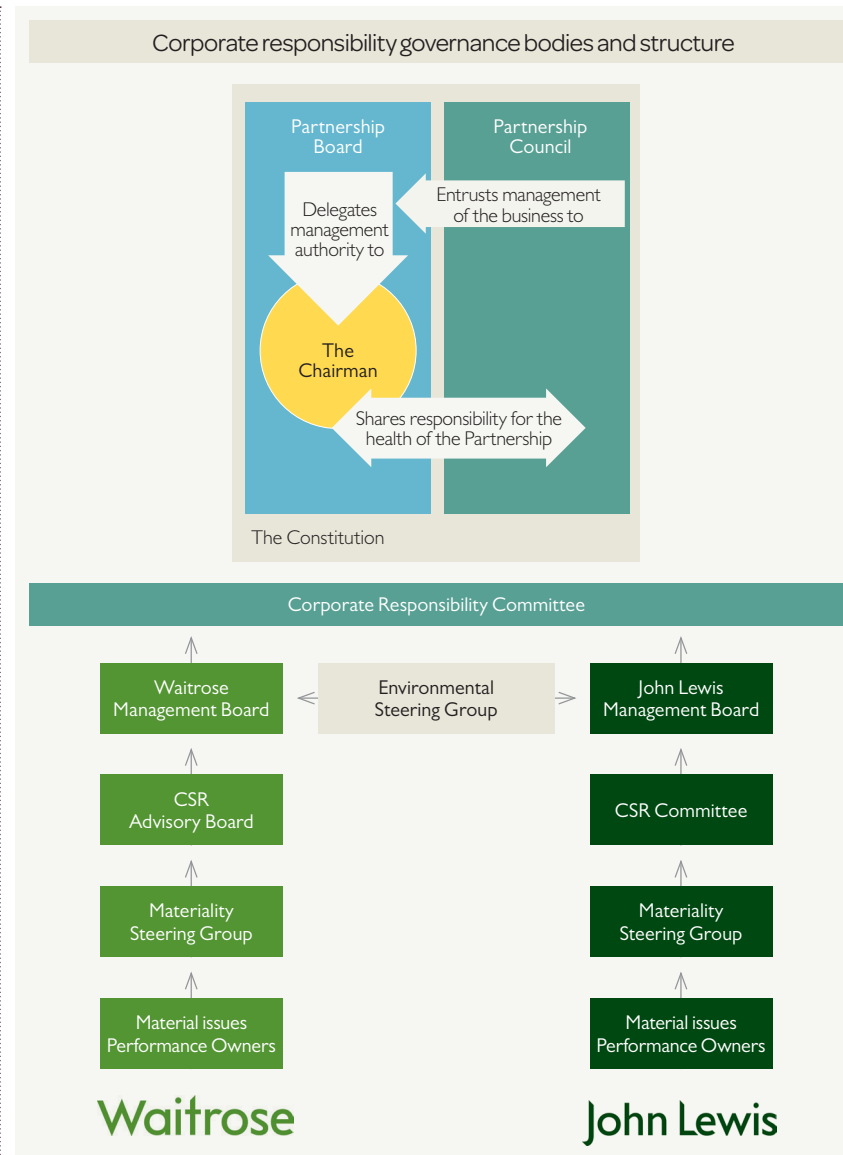 Corporate responsibility governance bodies and structure
Partnership
Board
Partnership
Council
Entrusts management
of the business to
Delegates
management
authority to
The
Chairman
Shares responsibility for the
health of the Partnership
The Constitution
Corporate Responsibility Committee
Waitrose
Management Board
Environmental
Steering Group
John Lewis
Management Board
CSR
Advisory Board
CSR Committee
Materiality
Steering Group
Materiality
Steering Group
Material issues
Performance Owners
Material issues
Performance Owners
Waitrose
John Lewis